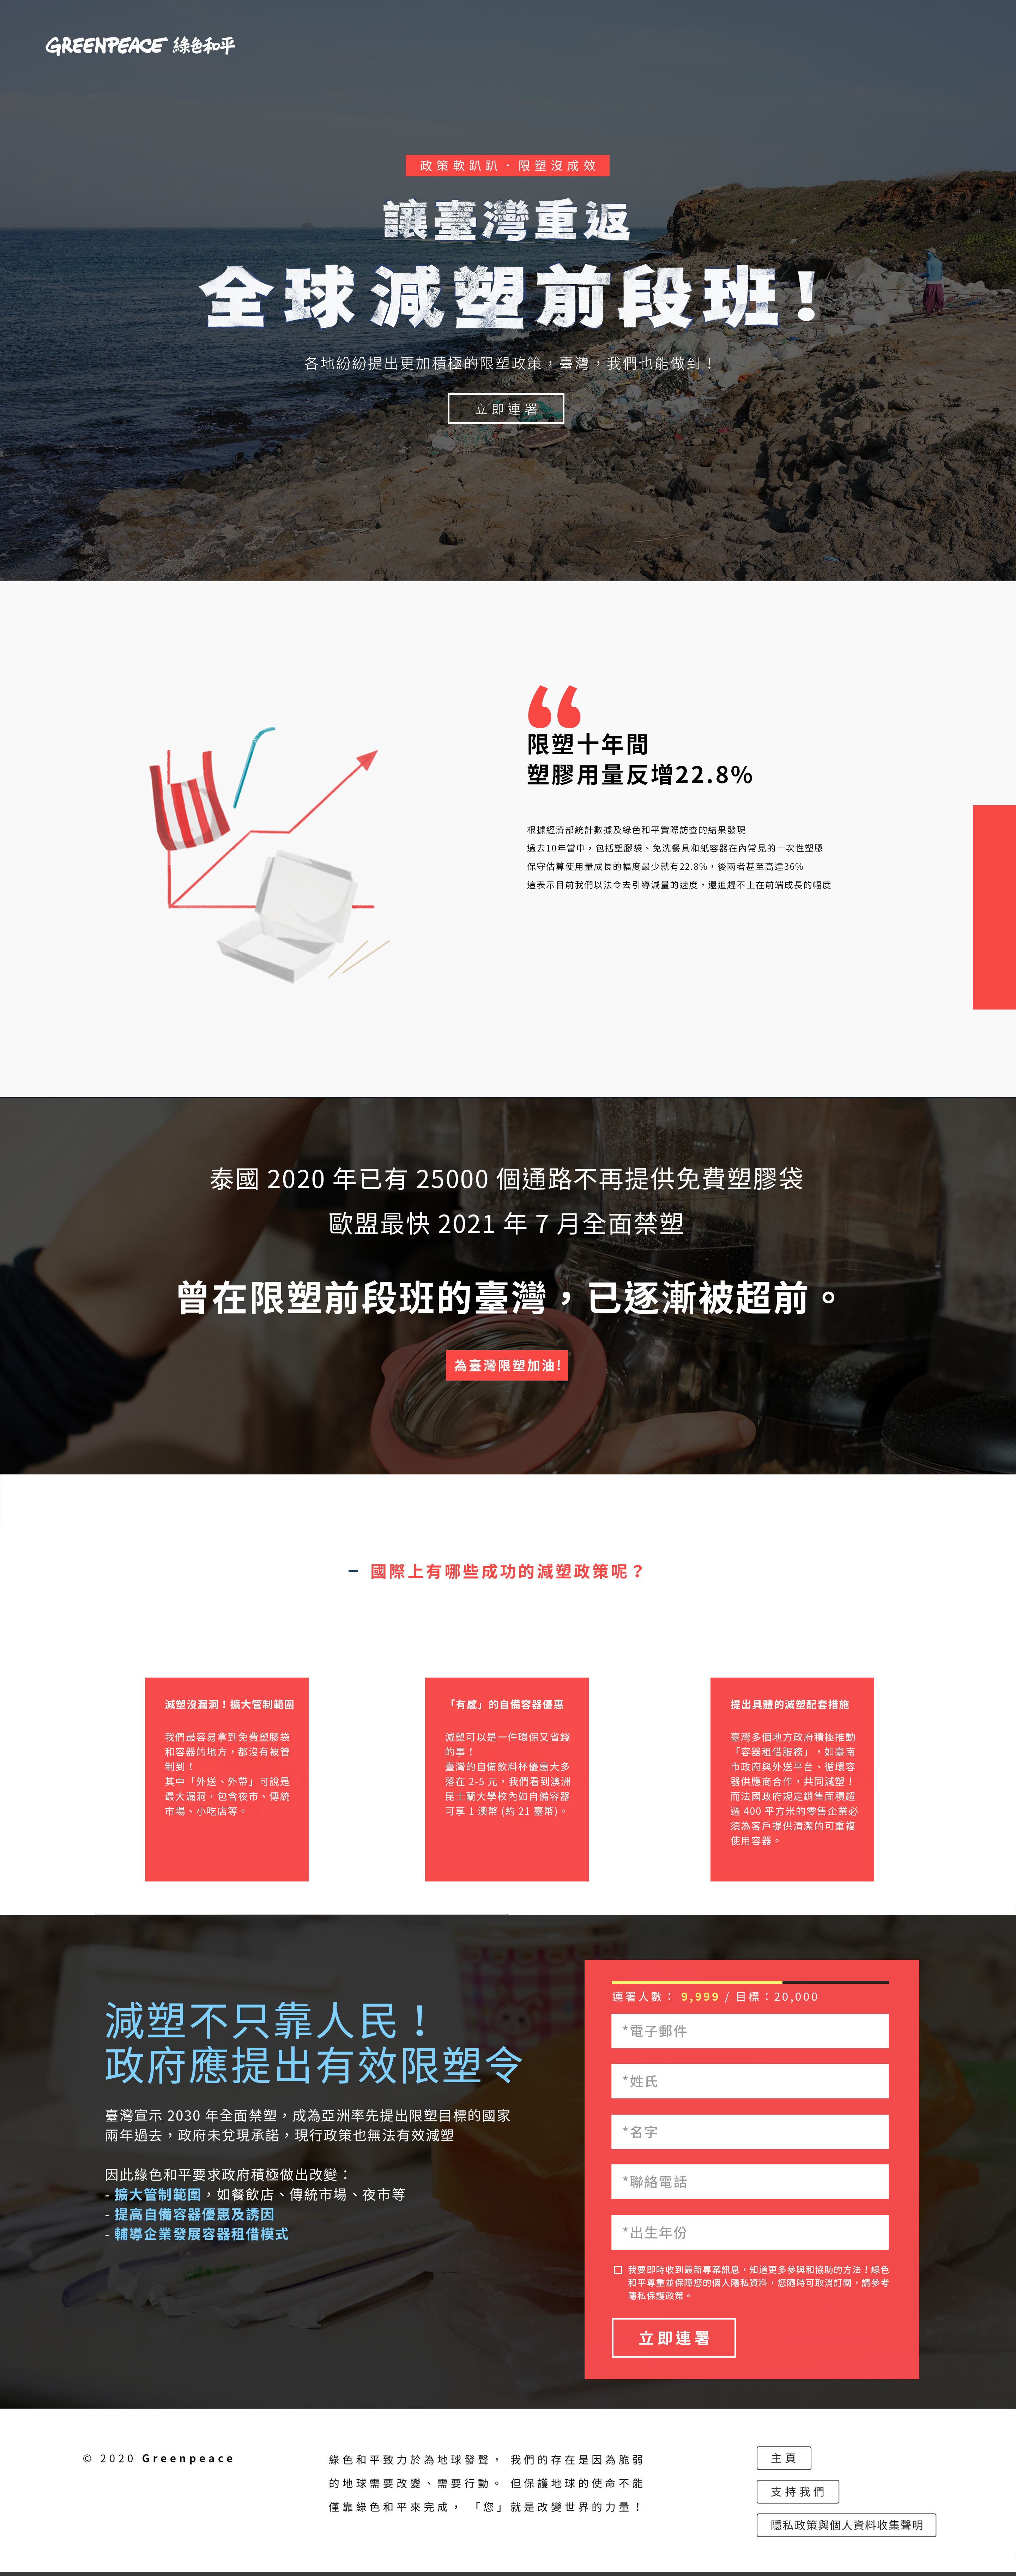 GREENPEACE 綠色和平
政策軟趴趴．限塑沒成效
讓臺灣重返
全球減塑前段班！
各地紛紛提出更加積極的限塑政策，臺灣，我們也能做到！
立即連署
限塑十年間
塑膠用量反增22.8%
根據經濟部統計數據及綠色和平實際訪查的結果發現
過去10年當中，包括塑膠袋、免洗餐具和紙容器在內常見的一次性塑膠
保守估算使用量成長的幅度最少就有22.8%，後兩者甚至高達36%
這表示目前我們以法令去引導減量的速度，還追趕不上在前端成長的幅度
泰國 2020 年已有 25000 個通路不再提供免費塑膠袋
歐盟最快 2021 年 7 月全面禁塑
曾在限塑前段班的臺灣，已逐漸被超前。
為臺灣限塑加油!
– 國際上有哪些成功的減塑政策呢？
減塑沒漏洞！擴大管制範圍
我們最容易拿到免費塑膠袋
和容器的地方，都沒有被管
制到！
其中「外送、外帶」可說是
最大漏洞，包含夜市、傳統
市場、小吃店等。
「有感」的自備容器優惠
減塑可以是一件環保又省錢
的事！
臺灣的自備飲料杯優惠大多
落在 2-5 元，我們看到澳洲
昆士蘭大學校內如自備容器
可享 1 澳幣 (約 21 臺幣)。
提出具體的減塑配套措施
臺灣多個地方政府積極推動
「容器租借服務」，如臺南
市政府與外送平台、循環容
器供應商合作，共同減塑！
而法國政府規定銷售面積超
過 400 平方米的零售企業必
須為客戶提供清潔的可重複
使用容器。
減塑不只靠人民！
政府應提出有效限塑令
臺灣宣示 2030 年全面禁塑，成為亞洲率先提出限塑目標的國家
兩年過去，政府未兌現承諾，現行政策也無法有效減塑
因此綠色和平要求政府積極做出改變：
- 擴大管制範圍，如餐飲店、傳統市場、夜市等
- 提高自備容器優惠及誘因
- 輔導企業發展容器租借模式
連署人數： 9,999 / 目標：20,000
*電子郵件
*姓氏
*名字
*聯絡電話
*出生年份
我要即時收到最新專案訊息，知道更多參與和協助的方法！綠色
和平尊重並保障您的個人隱私資料，您隨時可取消訂閱，請參考
隱私保護政策。
立即連署
© 2020 Greenpeace
綠色和平致力於為地球發聲， 我們的存在是因為脆弱
的地球需要改變、需要行動。 但保護地球的使命不能
僅靠綠色和平來完成， 「您」就是改變世界的力量！
主頁
支持我們
隱私政策與個人資料收集聲明